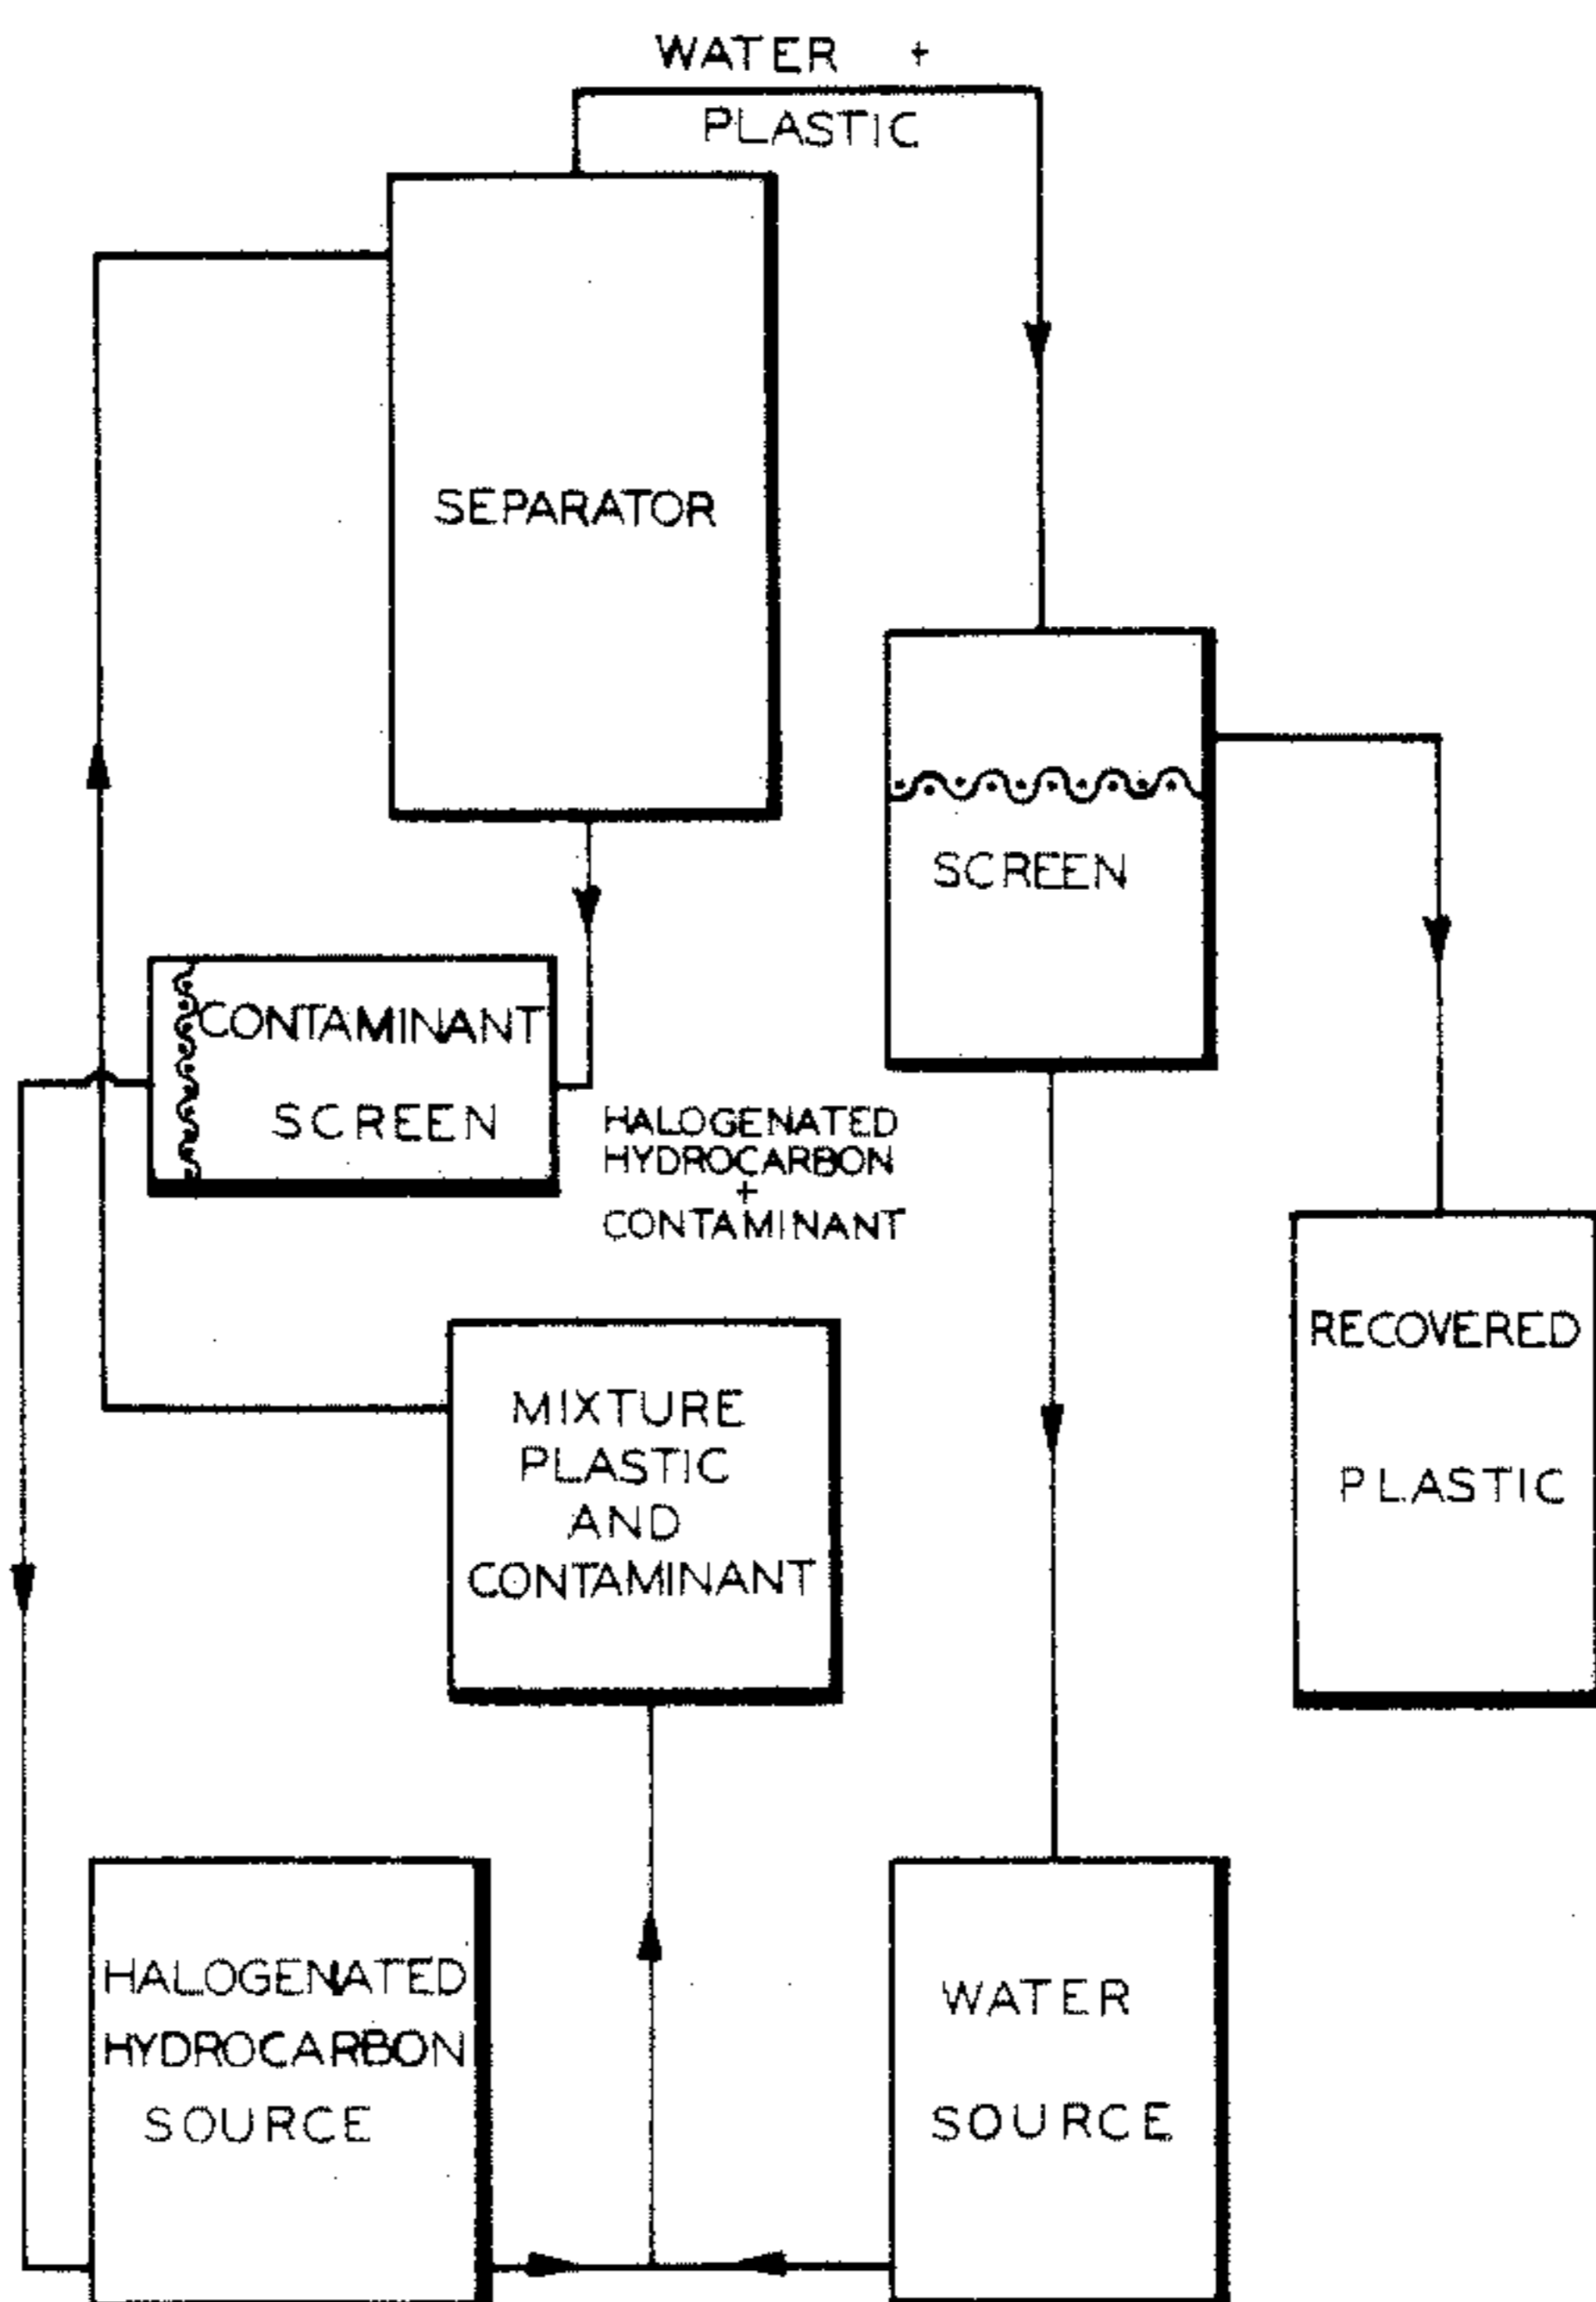 WATER +
PLASTIC
SEPARATOR
SCREEN
CONTAMINANT
SCREEN
HALOGENATED
HYDROCARBON
+
CONTAMINANT
RECOVERED
PLASTIC
MIXTURE
PLASTIC
AND
CONTAMINANT
HALOGENATED
HYDROCARBON
SOURCE
WATER
SOURCE